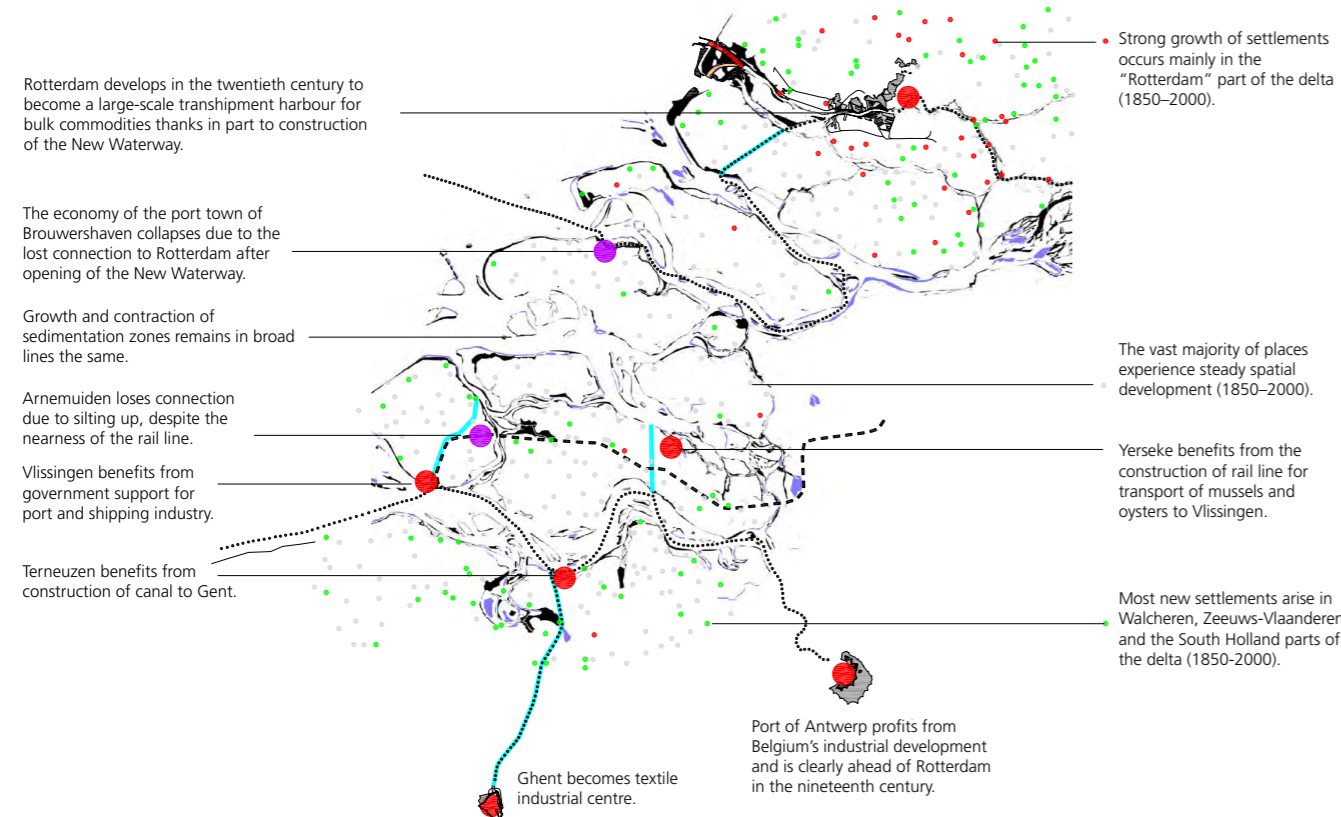 Rotterdam develops in the twentieth century to
become a large-scale transhipment harbour for
bulk commodities thanks in part to construction
of the New Waterway.
The economy of the port town of
Brouwershaven collapses due to the
lost connection to Rotterdam after
opening of the New Waterway.
Growth and contraction of
sedimentation zones remains in broad
lines the same.
Arnemuiden loses connection
due to silting up, despite the
nearness of the rail line.
Vlissingen benefits from
government support for
port and shipping industry.
Terneuzen benefits from
construction of canal to Gent.
Ghent becomes textile
industrial centre.
Port of Antwerp profits from
Belgium's industrial development
and is clearly ahead of Rotterdam
in the nineteenth century.
Strong growth of settlements
occurs mainly in the
“Rotterdam” part of the delta
(1850–2000).
The vast majority of places
experience steady spatial
development (1850–2000).
Yerseke benefits from the
construction of rail line for
transport of mussels and
oysters to Vlissingen.
Most new settlements arise in
Walcheren, Zeeuws-Vlaanderen
and the South Holland parts of
the delta (1850-2000).